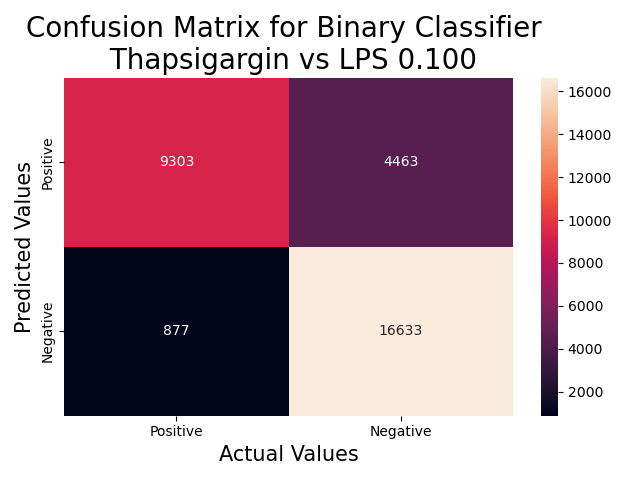 Confusion Matrix for Binary Classifier
Thapsigargin vs LPS 0.100
Predicted Values
Positive
Negative
9303
4463
877
16633
Positive
Negative
Actual Values
16000
14000
12000
10000
8000
6000
4000
2000